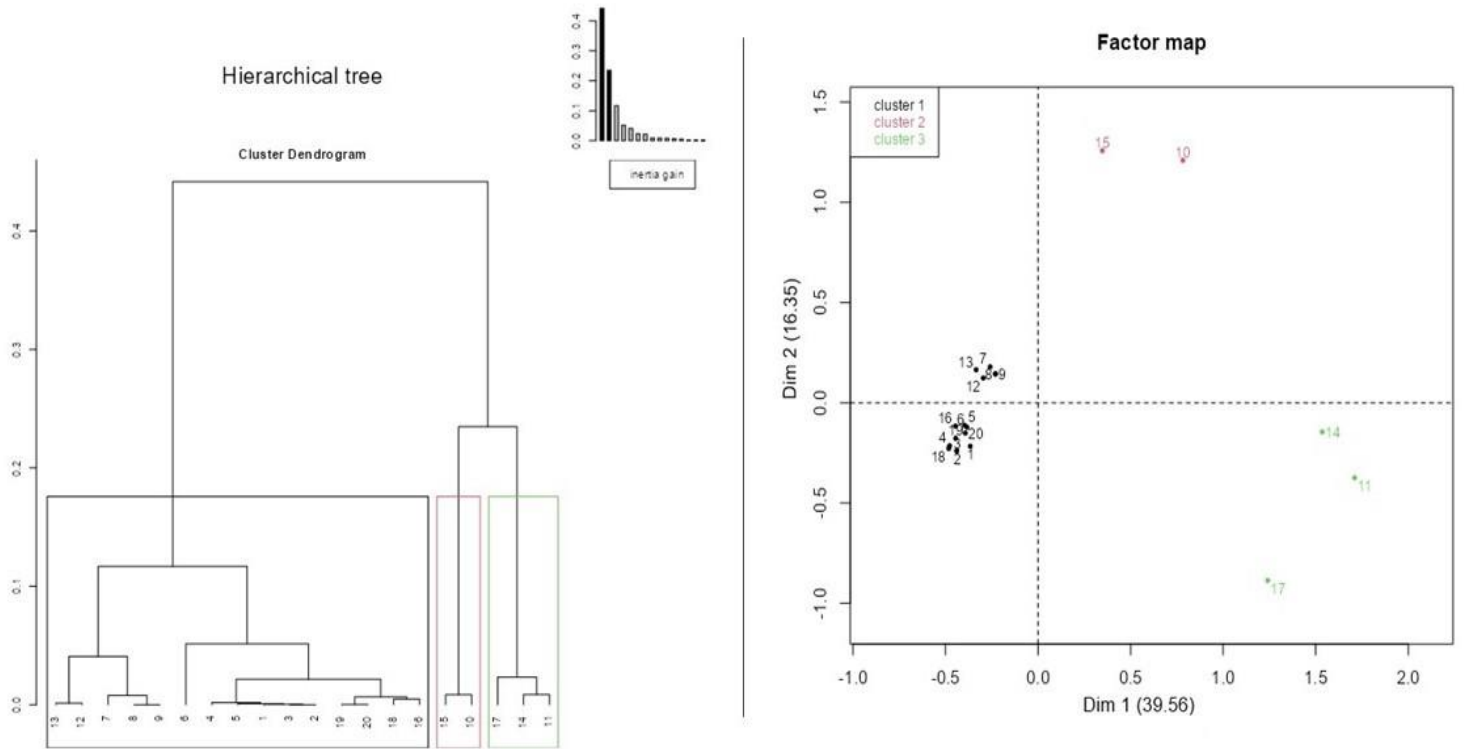 Hierarchical tree
0.0
0.1
0.2
0.3
0.4
inertia gain
Cluster Dendrogram
0.0
0.1
0.2
0.3
0.4
13 12 7 8 9 6 4 5 1 3 2 19 20 18 16 15 10 17 14 11
Factor map
cluster 1
cluster 2
cluster 3
Dim 2 (16.35)
1.5
1.0
0.5
0.0
-0.5
-1.0
15 10
13 7
8 9
12
16 6 5
19 20
4 3
18 2 1
14
11
17
-1.0 -0.5 0.0 0.5 1.0 1.5 2.0
Dim 1 (39.56)